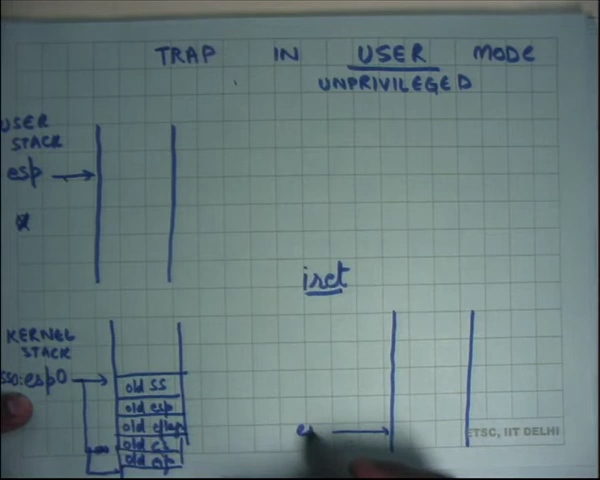 TRAP IN USER MODE
UNPRIVILEGED
USER
STACK
esp
iret
KERNEL
STACK
SS0:esp0
old SS
old esp
old eflags
old cs
old eip
ETSC, IIT DELHI